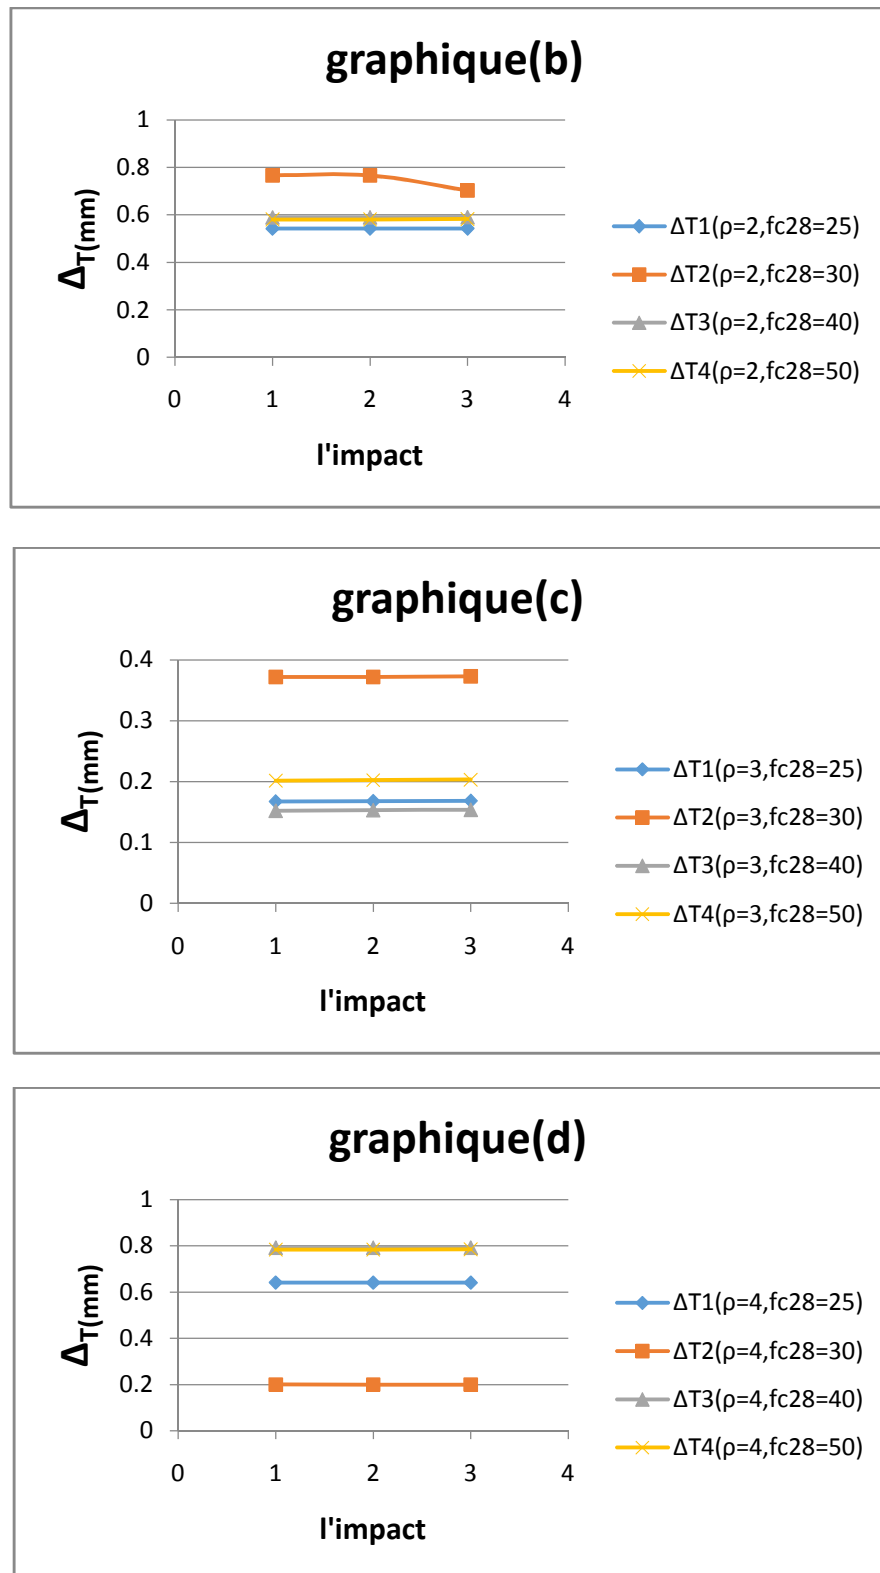 graphique(b)
1
0.8
0.6
0.4
0.2
0
0 1 2 3 4
ΔT(mm)
l'impact
ΔT1(ρ=2,fc28=25)
ΔT2(ρ=2,fc28=30)
ΔT3(ρ=2,fc28=40)
ΔT4(ρ=2,fc28=50)
graphique(c)
0.4
0.3
0.2
0.1
0
0 1 2 3 4
ΔT(mm)
l'impact
ΔT1(ρ=3,fc28=25)
ΔT2(ρ=3,fc28=30)
ΔT3(ρ=3,fc28=40)
ΔT4(ρ=3,fc28=50)
graphique(d)
1
0.8
0.6
0.4
0.2
0
0 1 2 3 4
ΔT(mm)
l'impact
ΔT1(ρ=4,fc28=25)
ΔT2(ρ=4,fc28=30)
ΔT3(ρ=4,fc28=40)
ΔT4(ρ=4,fc28=50)